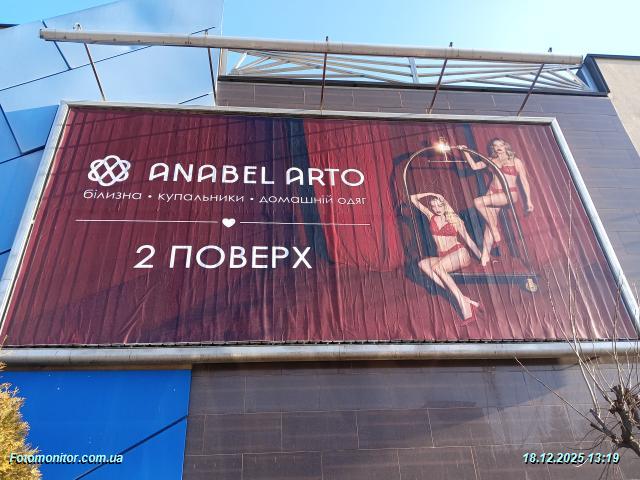 ANABEL ARTO
білизна • купальники • домашній одяг
2 ПОВЕРХ
Fotomonitor.com.ua
18.12.2025 13:19